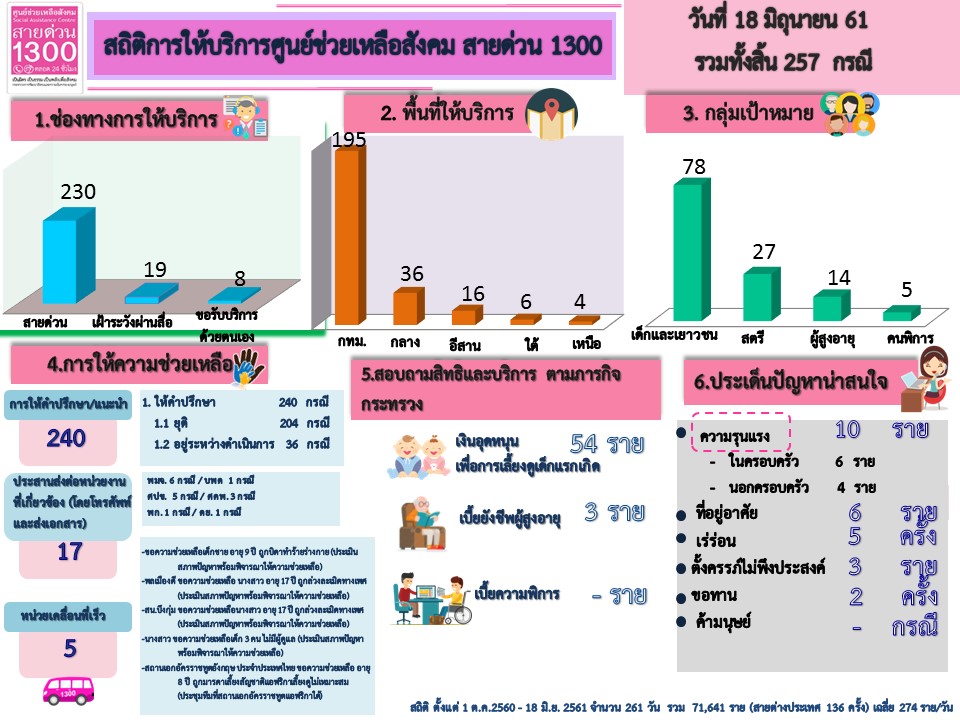 ศูนย์ช่วยเหลือสังคม
Social Assistance Centre
สายด่วน
1300
ตลอด 24 ชั่วโมง
สถิติการให้บริการศูนย์ช่วยเหลือสังคม สายด่วน 1300
วันที่ 18 มิถุนายน 61
รวมทั้งสิ้น 257 กรณี
1.ช่องทางการให้บริการ
230
19
8
สายด่วน
เฝ้าระวังผ่านสื่อ
ขอรับบริการ
ด้วยตนเอง
2. พื้นที่ให้บริการ
195
36
16
6
4
กทม.
กลาง
อีสาน
ใต้
เหนือ
3. กลุ่มเป้าหมาย
78
27
14
5
เด็กและเยาวชน
สตรี
ผู้สูงอายุ
คนพิการ
4.การให้ความช่วยเหลือ
การให้คำปรึกษา/แนะนำ
240
1. ให้คำปรึกษา 240 กรณี
1.1 ยุติ 204 กรณี
1.2 อยู่ระหว่างดำเนินการ 36 กรณี
ประสานส่งต่อหน่วยงาน
ที่เกี่ยวข้อง (โดยโทรศัพท์
และส่งเอกสาร)
17
พมจ. 6 กรณี / บพด 1 กรณี
ศปข. 5 กรณี / สคพ. 3 กรณี
พก. 1 กรณี / ดย. 1 กรณี
หน่วยเคลื่อนที่เร็ว
5
1300
-ขอความช่วยเหลือเด็กชาย อายุ 9 ปี ถูกบิดาทำร้ายร่างกาย (ประเมิน
สภาพปัญหาพร้อมพิจารณาให้ความช่วยเหลือ)
-พลเมืองดี ขอความช่วยเหลือ นางสาว อายุ 17 ปี ถูกล่วงละเมิดทางเพศ
(ประเมินสภาพปัญหาพร้อมพิจารณาให้ความช่วยเหลือ)
-สน.บึงกุ่ม ขอความช่วยเหลือนางสาว อายุ 17 ปี ถูกล่วงละเมิดทางเพศ
(ประเมินสภาพปัญหาพร้อมพิจารณาให้ความช่วยเหลือ)
-นางสาว ขอความช่วยเหลือเด็ก 3 คน ไม่มีผู้ดูแล (ประเมินสภาพปัญหา
พร้อมพิจารณาให้ความช่วยเหลือ)
-สถานเอกอัครราชทูตอังกฤษ ประจำประเทศไทย ขอความช่วยเหลือ อายุ
8 ปี ถูกมารดาเลี้ยงสัญชาติแอฟริกาเลี้ยงดูไม่เหมาะสม
(ประชุมทีมที่สถานเอกอัครราชทูตแอฟริกาใต้)
5.สอบถามสิทธิและบริการ ตามภารกิจ
กระทรวง
เงินอุดหนุน
เพื่อการเลี้ยงดูเด็กแรกเกิด
54 ราย
เบี้ยยังชีพผู้สูงอายุ
3 ราย
เบี้ยความพิการ
- ราย
6.ประเด็นปัญหาน่าสนใจ
ความรุนแรง 10 ราย
- ในครอบครัว 6 ราย
- นอกครอบครัว 4 ราย
ที่อยู่อาศัย 6 ราย
เร่ร่อน 5 ครั้ง
ตั้งครรภ์ไม่พึงประสงค์ 3 ราย
ขอทาน 2 ครั้ง
ค้ามนุษย์ - กรณี
สถิติ ตั้งแต่ 1 ต.ค.2560 - 18 มิ.ย. 2561 จำนวน 261 วัน รวม 71,641 ราย (สายต่างประเทศ 136 ครั้ง) เฉลี่ย 274 ราย/วัน